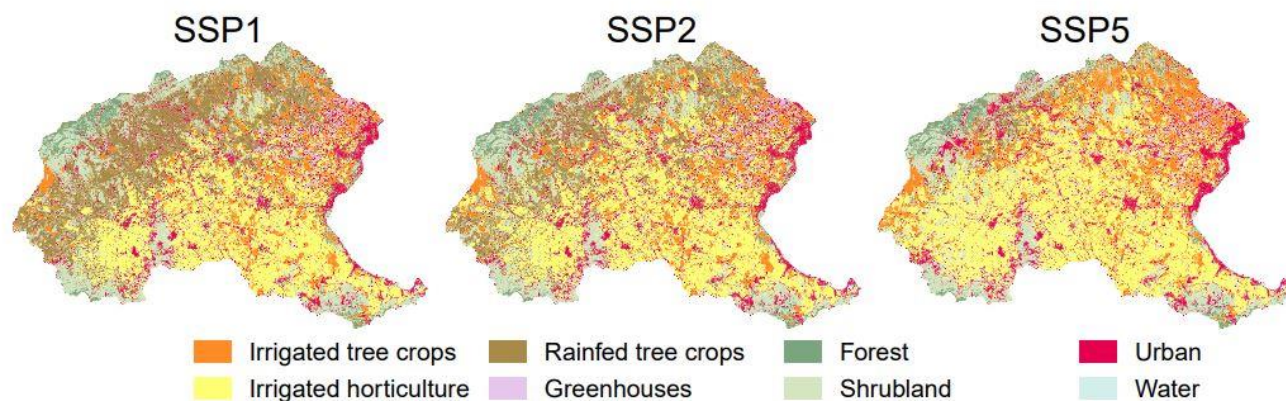 SSP1 SSP2 SSP5
Irrigated tree crops Rainfed tree crops Forest Urban
Irrigated horticulture Greenhouses Shrubland Water